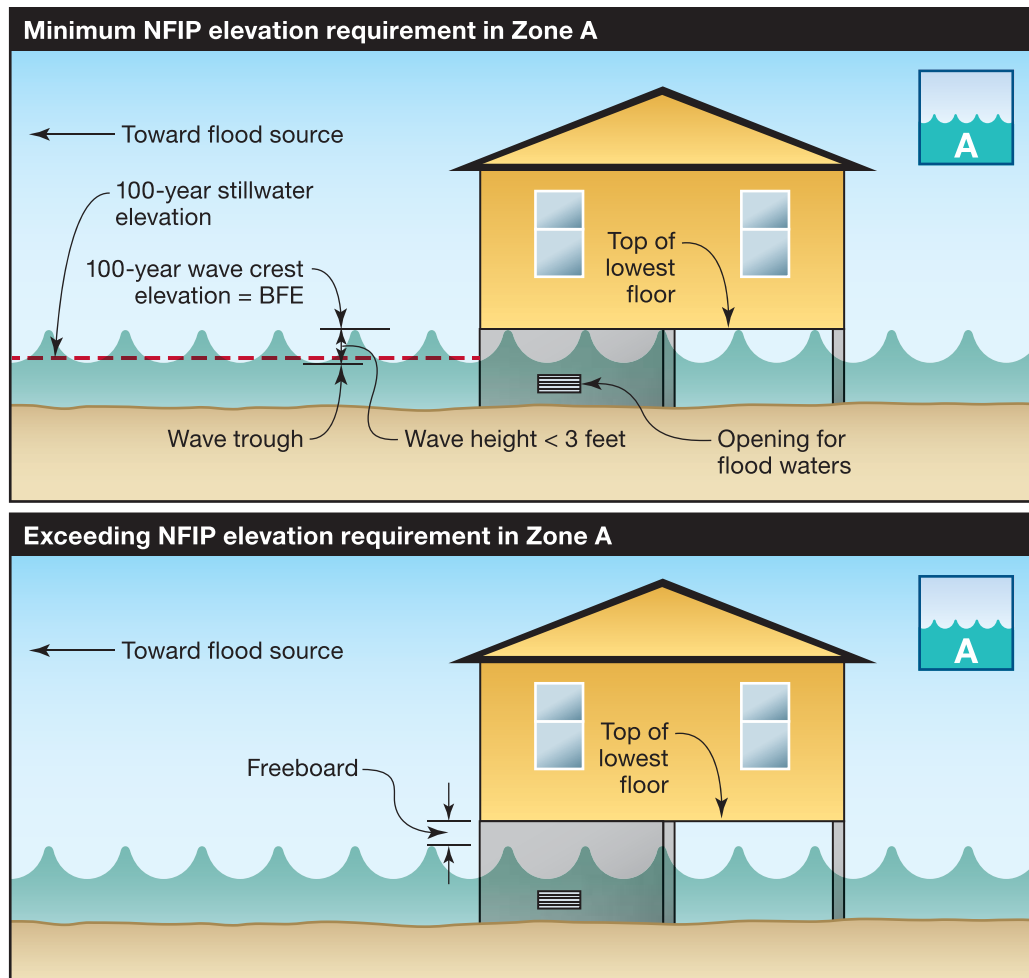 Minimum NFIP elevation requirement in Zone A
A
Toward flood source
100-year stillwater
elevation
100-year wave crest
elevation = BFE
Top of
lowest
floor
Wave trough
Wave height < 3 feet
Opening for
flood waters
Exceeding NFIP elevation requirement in Zone A
A
Toward flood source
Freeboard
Top of
lowest
floor